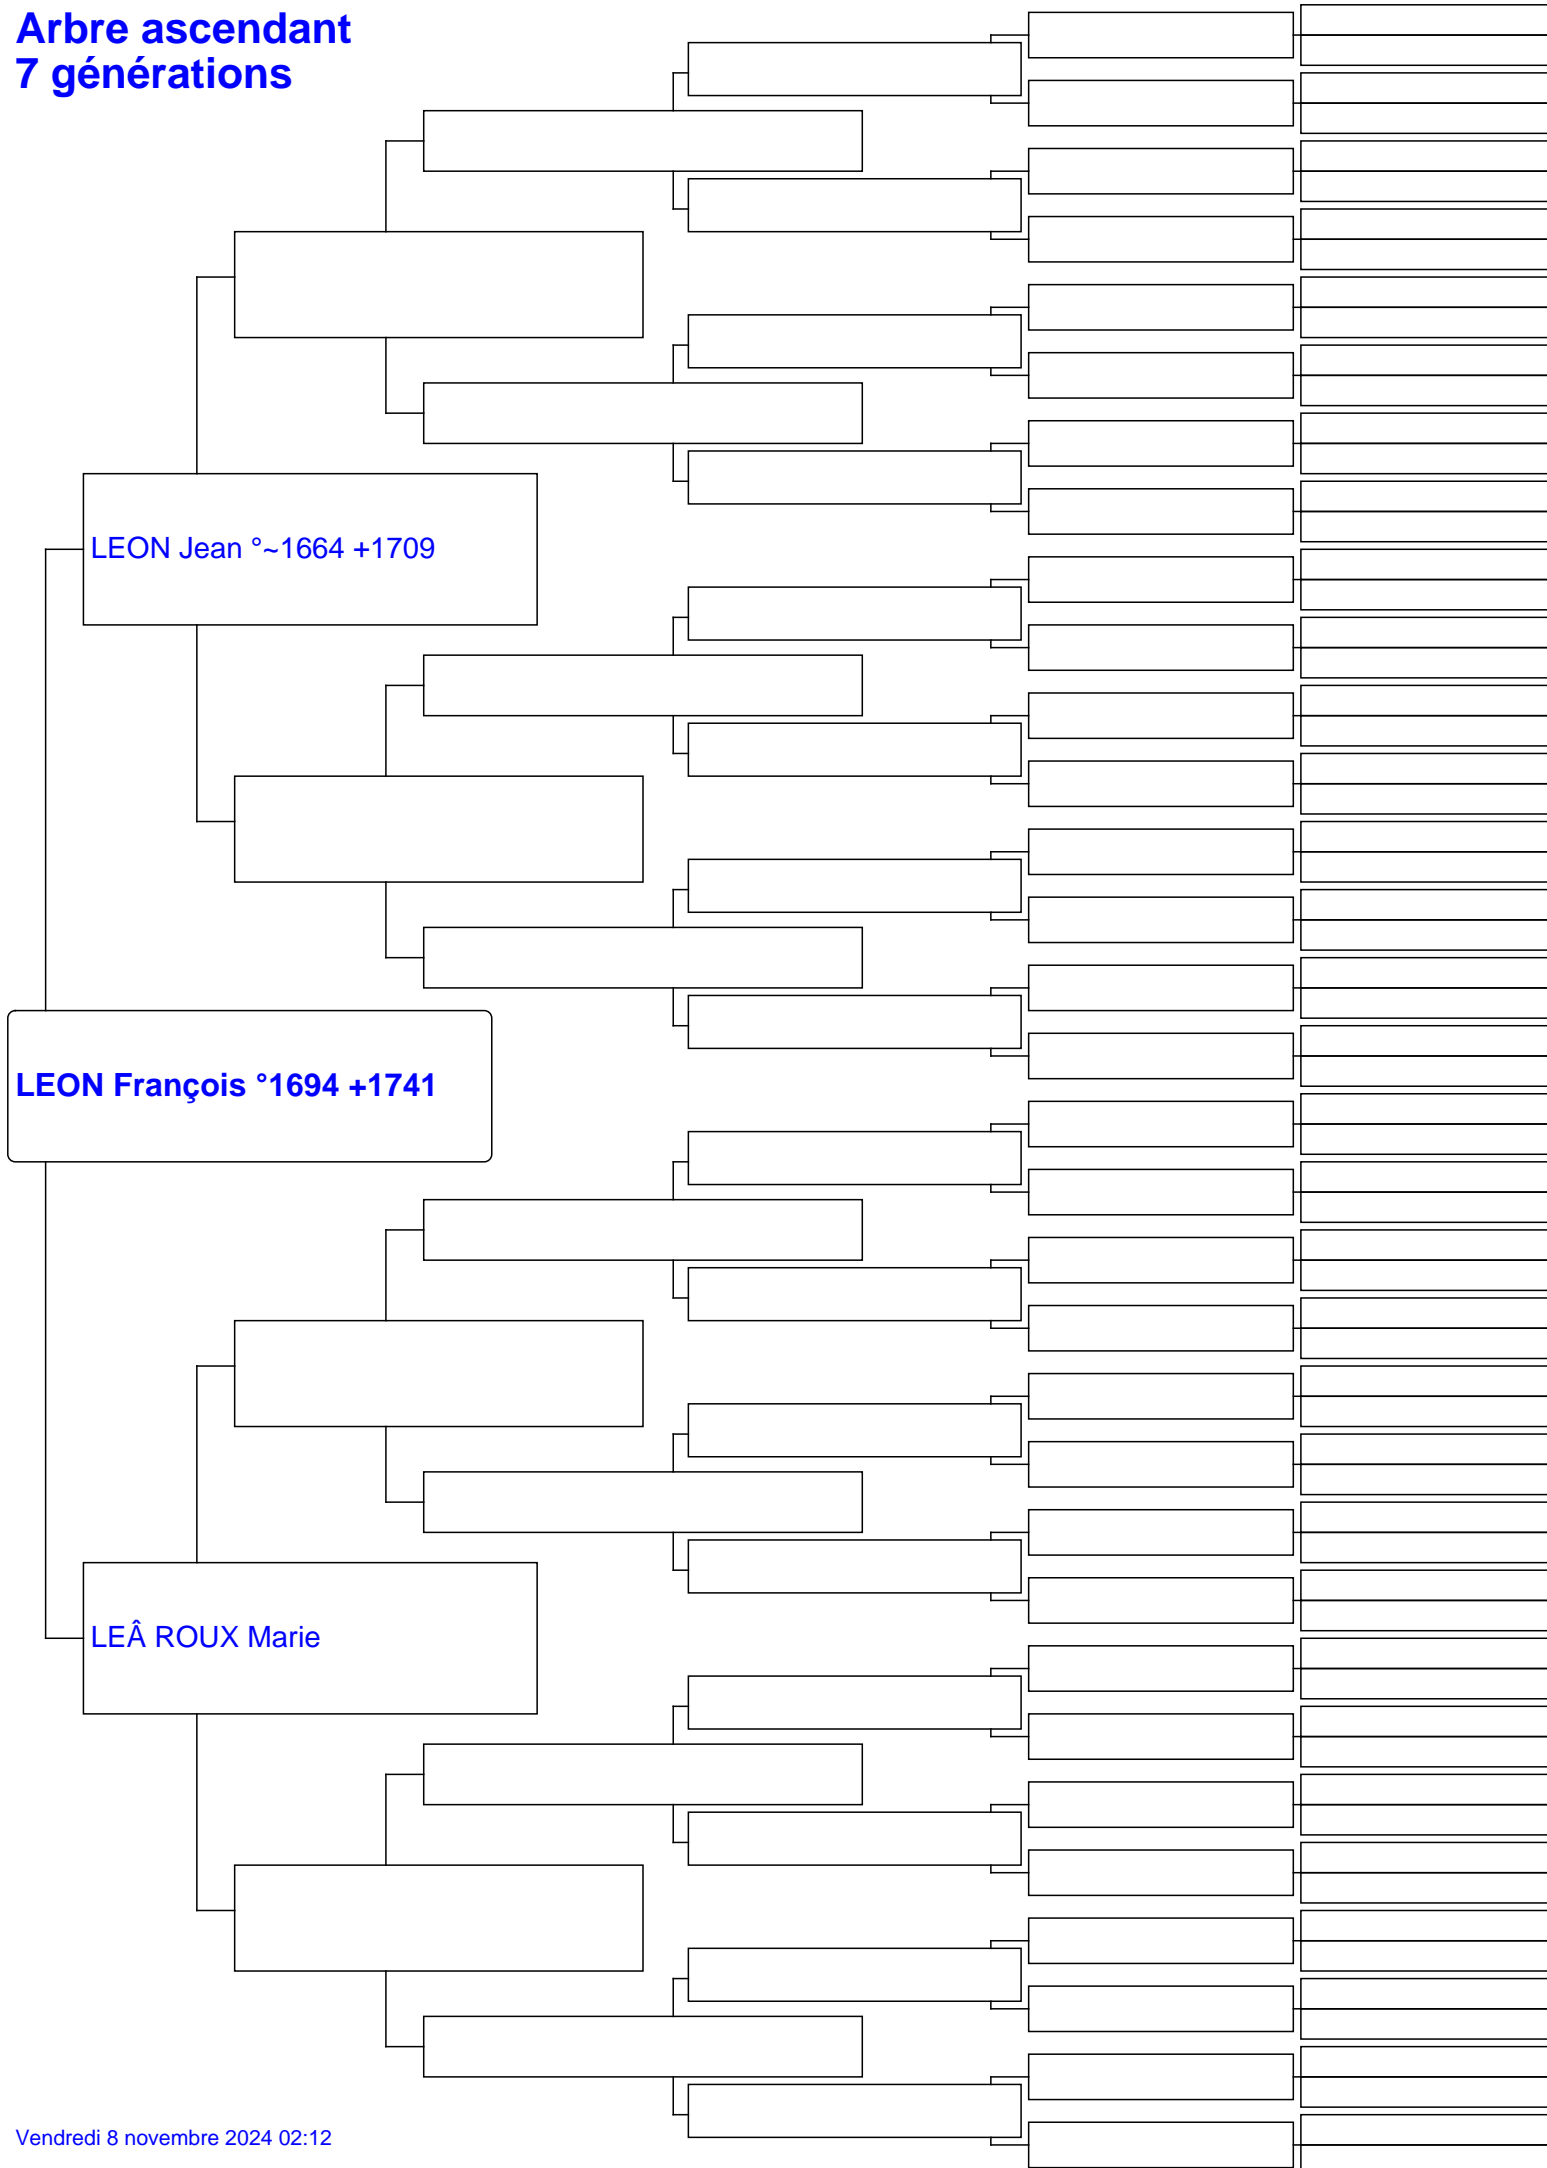 Arbre ascendant
7 générations
LEON Jean °~1664 +1709
LEON François °1694 +1741
LEÂ ROUX Marie
Vendredi 8 novembre 2024 02:12